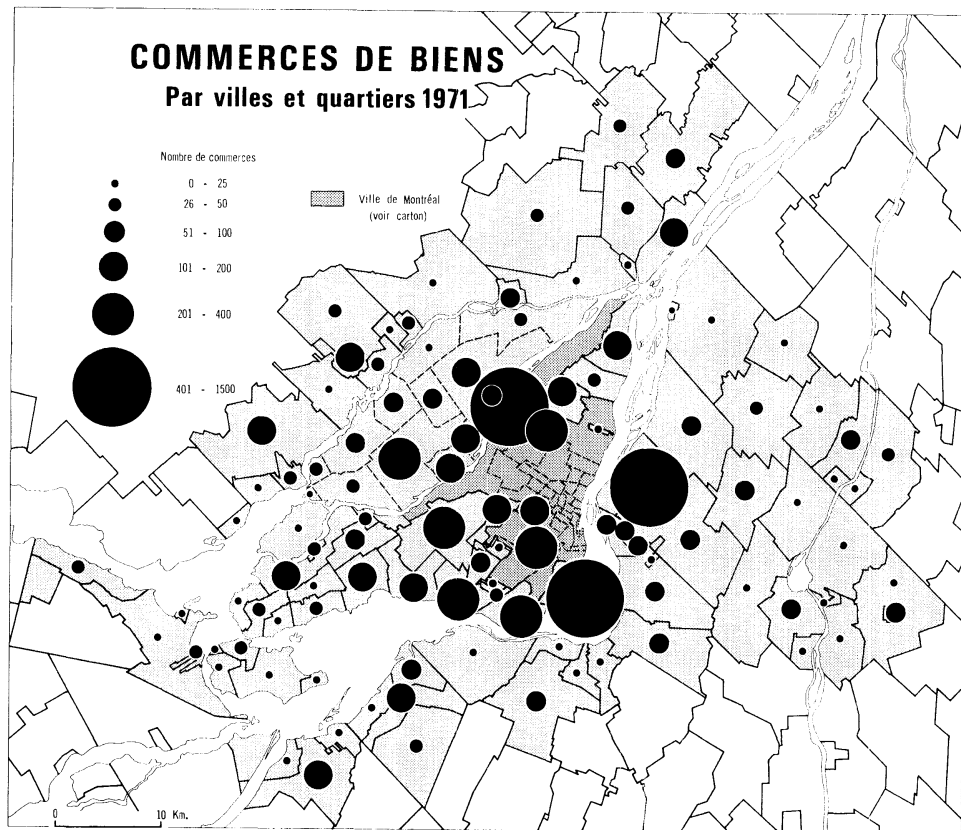 COMMERCES DE BIENS
Par villes et quartiers 1971
Nombre de commerces
0 - 25
26 - 50
51 - 100
101 - 200
201 - 400
401 - 1500
Ville de Montréal
(voir carton)
0 10 Km.